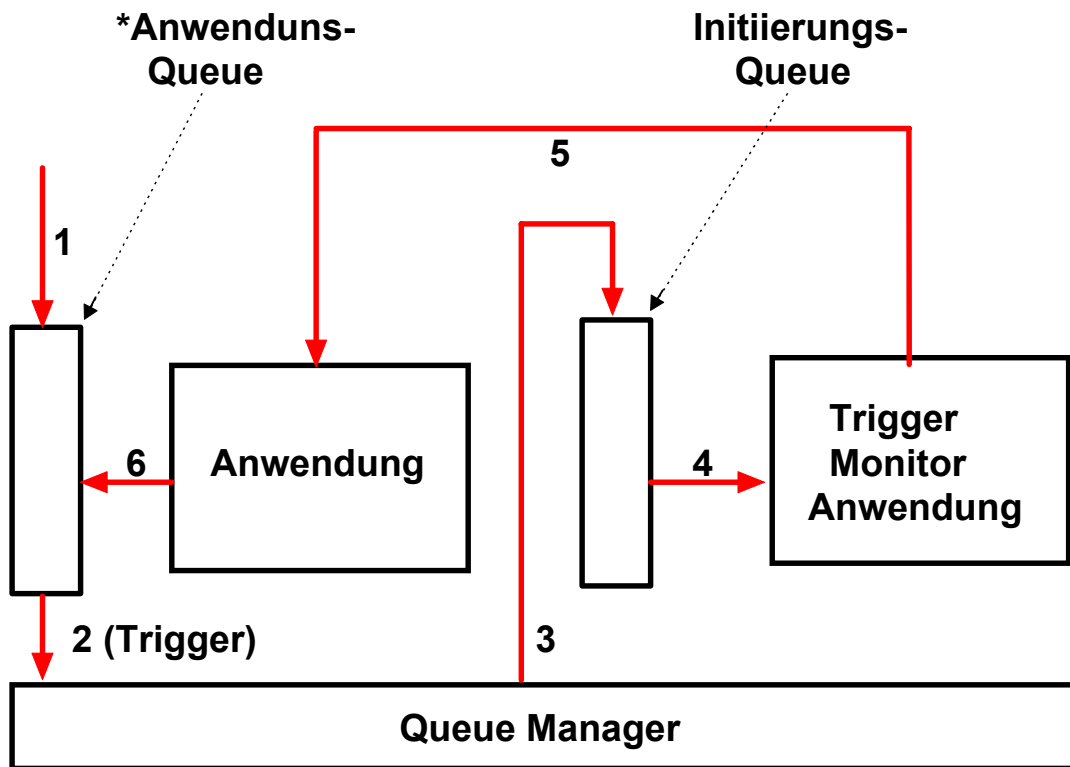 *Anwenduns-
Queue
Initiierungs-
Queue
5
1
Trigger
Monitor
Anwendung
6
Anwendung
4
2 (Trigger)
3
Queue Manager